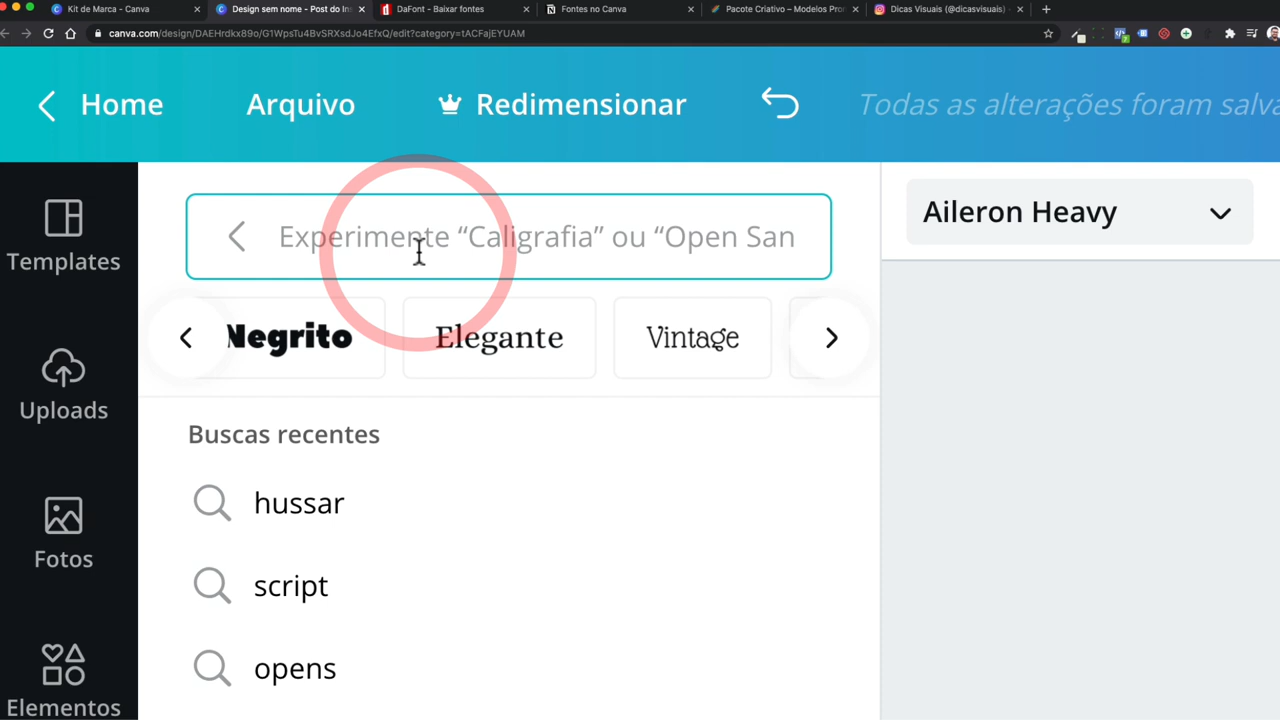 Kit de Marca - Canva
Design sem nome - Post do Ins
DaFont - Baixar fontes
Fontes no Canva
Pacote Criativo – Modelos Pron
Dicas Visuais (@dicasvisuais) •
canva.com/design/DAEHrdkx89o/G1WpsTu4BvSRXsdJo4EfxQ/edit?category=tACFajEYUAM
Home
Arquivo
Redimensionar
Todas as alterações foram salva
Templates
Uploads
Fotos
Elementos
Experimente “Caligrafia” ou “Open San
Negrito
Elegante
Vintage
Buscas recentes
hussar
script
opens
Aileron Heavy